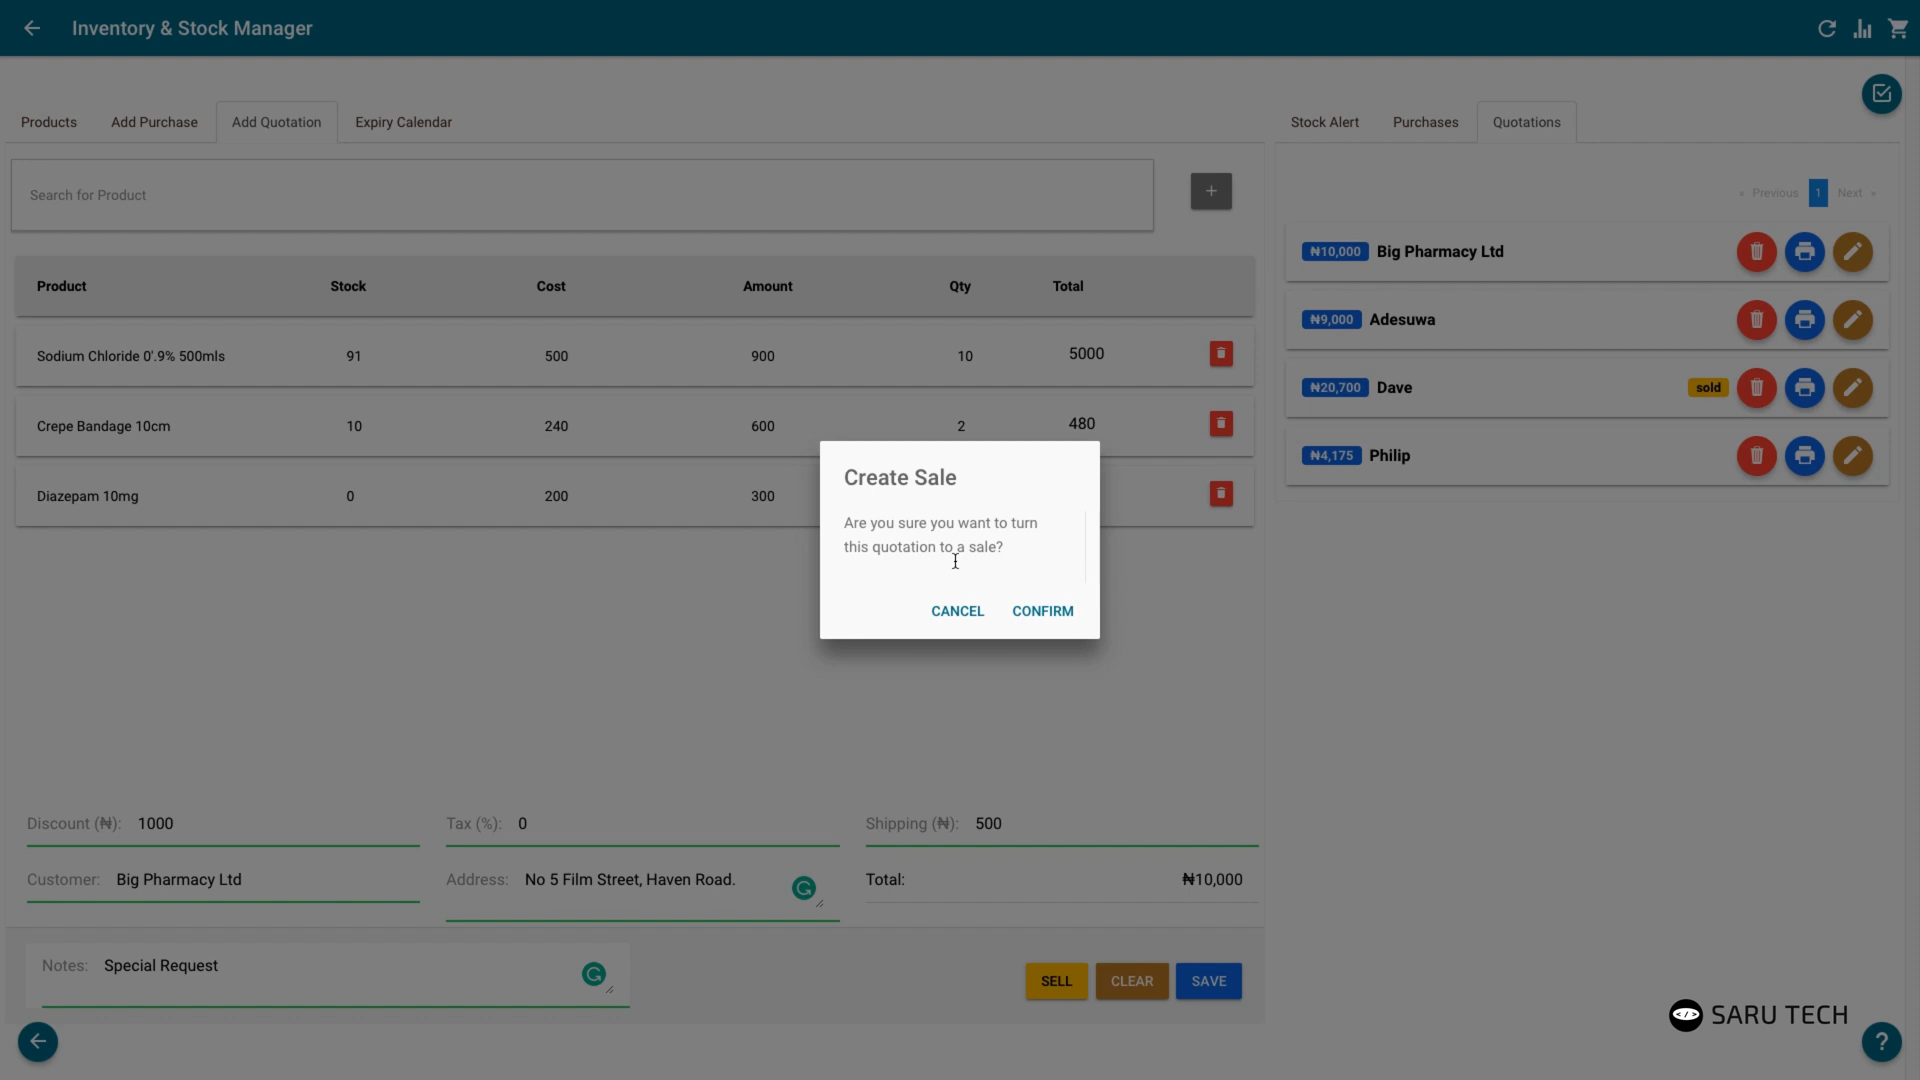 Inventory & Stock Manager
Products Add Purchase Add Quotation Expiry Calendar
Search for Product
+
Product Stock Cost Amount Qty Total
Sodium Chloride 0'.9% 500mls 91 500 900 10 5000
Crepe Bandage 10cm 10 240 600 2 480
Diazepam 10mg 0 200 300
Stock Alert Purchases Quotations
« Previous 1 Next »
₦10,000 Big Pharmacy Ltd
₦9,000 Adesuwa
₦20,700 Dave sold
₦4,175 Philip
Create Sale
Are you sure you want to turn
this quotation to a sale?
CANCEL CONFIRM
Discount (₦): 1000 Tax (%): 0 Shipping (₦): 500
Customer: Big Pharmacy Ltd Address: No 5 Film Street, Haven Road. Total: ₦10,000
Notes: Special Request
SELL CLEAR SAVE
</> SARU TECH
?